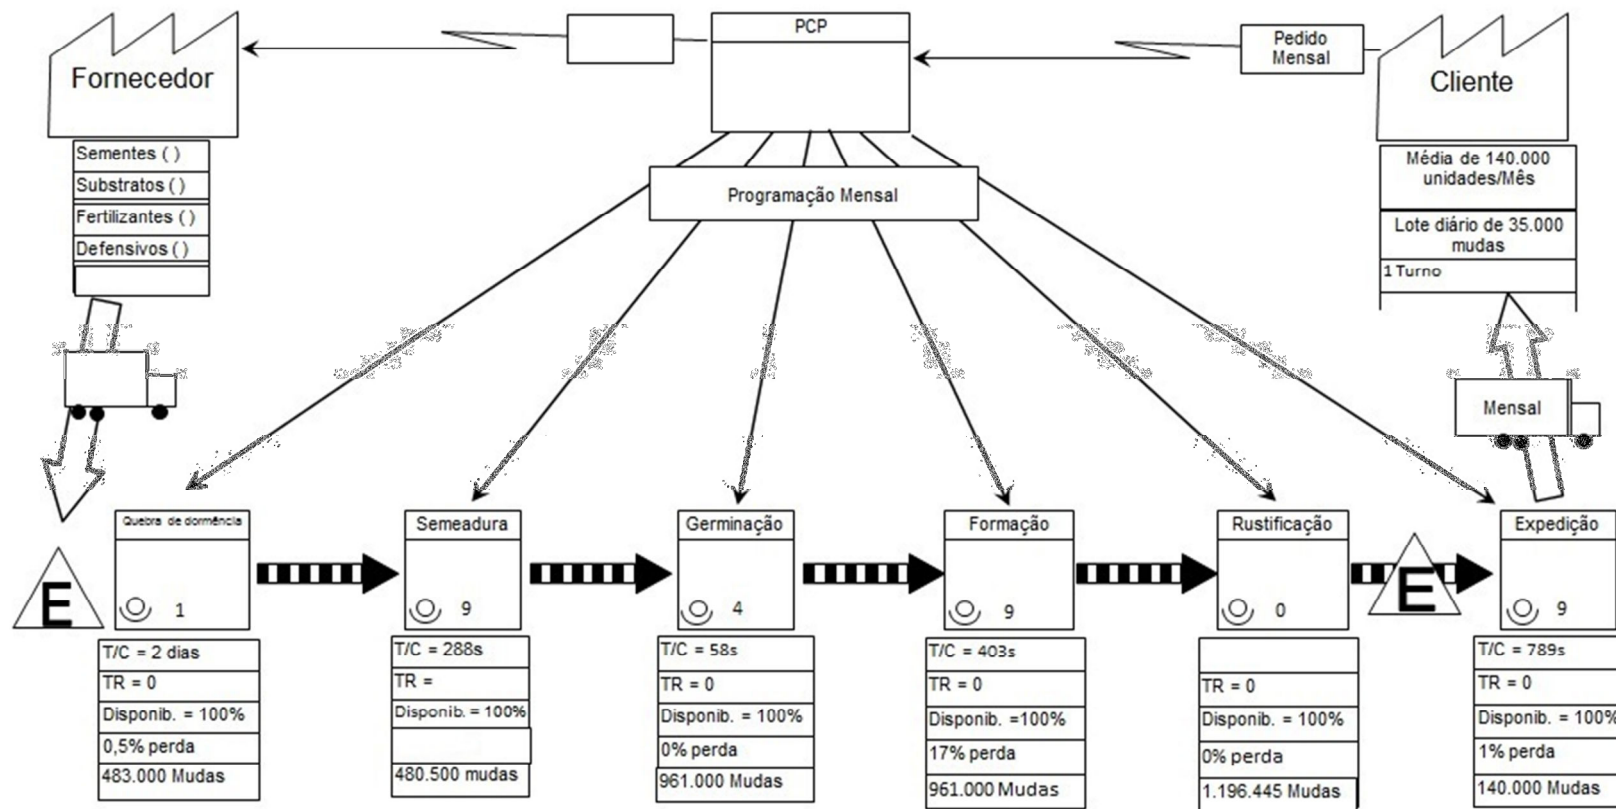 PCP
Pedido
Mensal
Fornecedor
Cliente
Sementes ( )
Substratos ( )
Fertilizantes ( )
Defensivos ( )
Média de 140.000
unidades/Mês
Lote diário de 35.000
mudas
1 Turno
Programação Mensal
Mensal
Quebra de dormência
Semeadura
Germinação
Formação
Rustificação
Expedição
E
1
9
4
9
0
E
9
T/C = 2 dias
TR = 0
Disponib. = 100%
0,5% perda
483.000 Mudas
T/C = 288s
TR =
Disponib. = 100%
480.500 mudas
T/C = 58s
TR = 0
Disponib. = 100%
0% perda
961.000 Mudas
T/C = 403s
TR = 0
Disponib. =100%
17% perda
961.000 Mudas
TR = 0
Disponib. = 100%
0% perda
1.196.445 Mudas
T/C = 789s
TR = 0
Disponib. = 100%
1% perda
140.000 Mudas